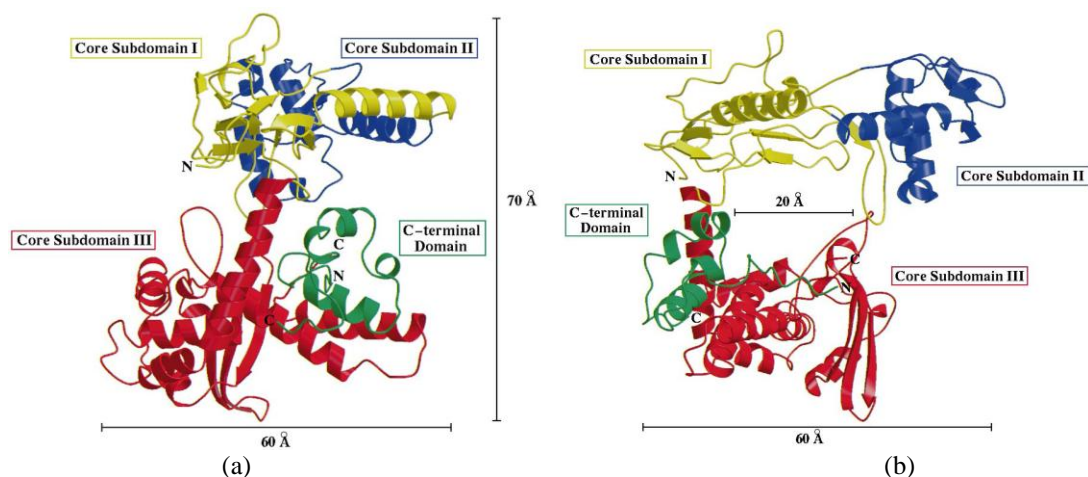 Core Subdomain I
Core Subdomain II
N
70 Å
Core Subdomain III
C-terminal
Domain
C
N
C
60 Å
(a)
Core Subdomain I
N
Core Subdomain II
20 Å
C-terminal
Domain
C
Core Subdomain III
N
C
60 Å
(b)